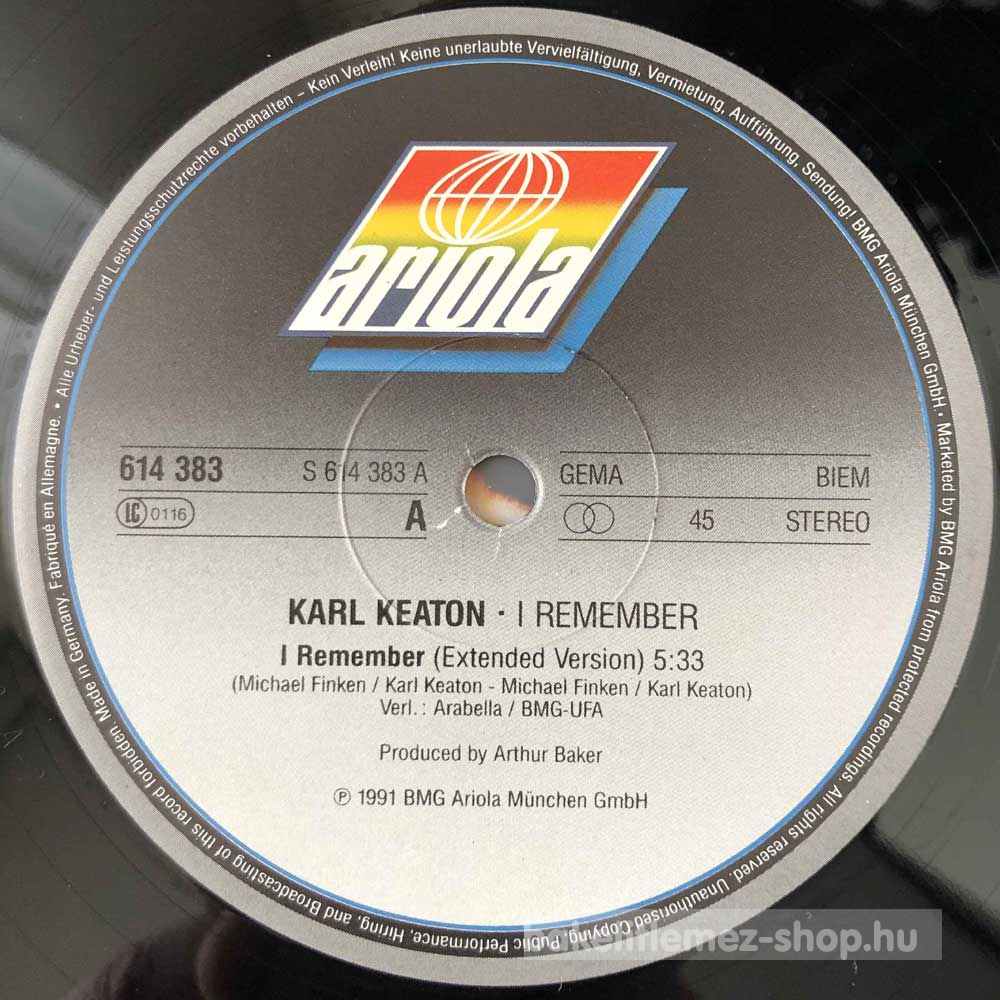 Alle Urheber- und Leistungsschutzrechte vorbehalten – Kein Verleih! Keine unerlaubte Vervielfältigung, Vermietung, Aufführung, Sendung! BMG Ariola München GmbH. • Marketed by BMG Ariola from protected recordings. All rights reserved. Unauthorised Copying, Public Performance, Hiring, and Broadcasting of this record forbidden. Made in Germany. Fabriqué en Allemagne. •
ariola
614 383 S 614 383 A
LC 0116 A
GEMA BIEM
45 STEREO
KARL KEATON · I REMEMBER
I Remember (Extended Version) 5:33
(Michael Finken / Karl Keaton - Michael Finken / Karl Keaton)
Verl.: Arabella / BMG-UFA
Produced by Arthur Baker
℗ 1991 BMG Ariola München GmbH
bakelitlemez-shop.hu